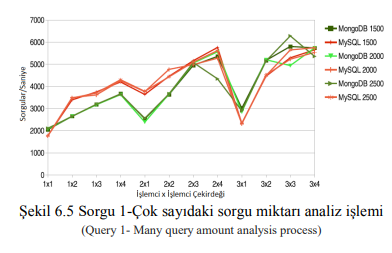 7000
6000
5000
4000
3000
2000
1000
0
Sorgular/Saniye
1x1 1x2 1x3 1x4 2x1 2x2 2x3 2x4 3x1 3x2 3x3 3x4
İşlemci x İşlemci Çekirdeği
MongoDB 1500
MySQL 1500
MongoDB 2000
MySQL 2000
MongoDB 2500
MySQL 2500
Şekil 6.5 Sorgu 1-Çok sayıdaki sorgu miktarı analiz işlemi
(Query 1- Many query amount analysis process)